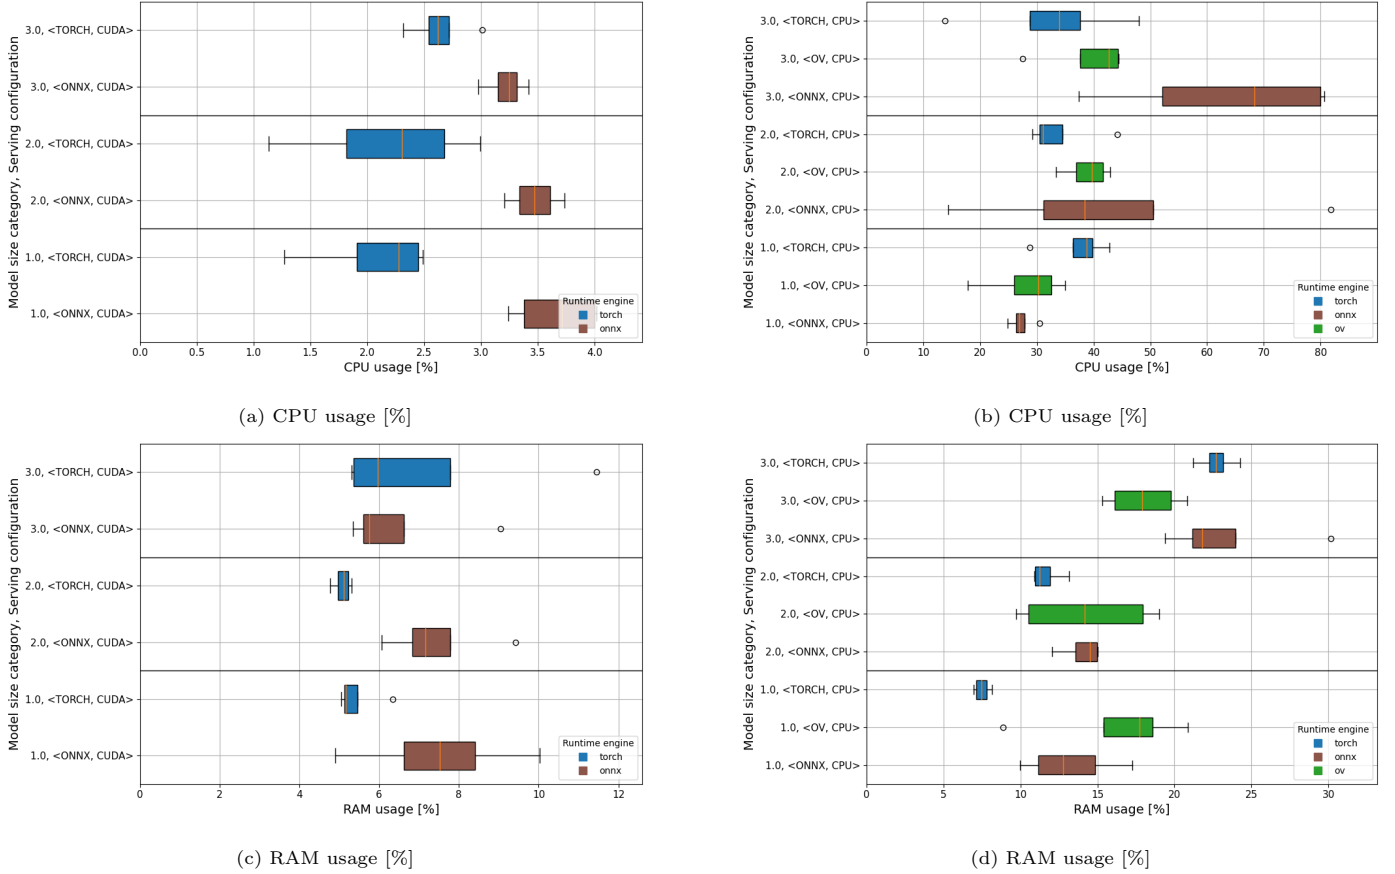 Model size category, Serving configuration
3.0, <TORCH, CUDA>
3.0, <ONNX, CUDA>
2.0, <TORCH, CUDA>
2.0, <ONNX, CUDA>
1.0, <TORCH, CUDA>
1.0, <ONNX, CUDA>
Runtime engine
torch
onnx
0.0 0.5 1.0 1.5 2.0 2.5 3.0 3.5 4.0
CPU usage [%]
(a) CPU usage [%]
Model size category, Serving configuration
3.0, <TORCH, CPU>
3.0, <OV, CPU>
3.0, <ONNX, CPU>
2.0, <TORCH, CPU>
2.0, <OV, CPU>
2.0, <ONNX, CPU>
1.0, <TORCH, CPU>
1.0, <OV, CPU>
1.0, <ONNX, CPU>
Runtime engine
torch
onnx
ov
0 10 20 30 40 50 60 70 80
CPU usage [%]
(b) CPU usage [%]
Model size category, Serving configuration
3.0, <TORCH, CUDA>
3.0, <ONNX, CUDA>
2.0, <TORCH, CUDA>
2.0, <ONNX, CUDA>
1.0, <TORCH, CUDA>
1.0, <ONNX, CUDA>
Runtime engine
torch
onnx
0 2 4 6 8 10 12
RAM usage [%]
(c) RAM usage [%]
Model size category, Serving configuration
3.0, <TORCH, CPU>
3.0, <OV, CPU>
3.0, <ONNX, CPU>
2.0, <TORCH, CPU>
2.0, <OV, CPU>
2.0, <ONNX, CPU>
1.0, <TORCH, CPU>
1.0, <OV, CPU>
1.0, <ONNX, CPU>
Runtime engine
torch
onnx
ov
0 5 10 15 20 25 30
RAM usage [%]
(d) RAM usage [%]